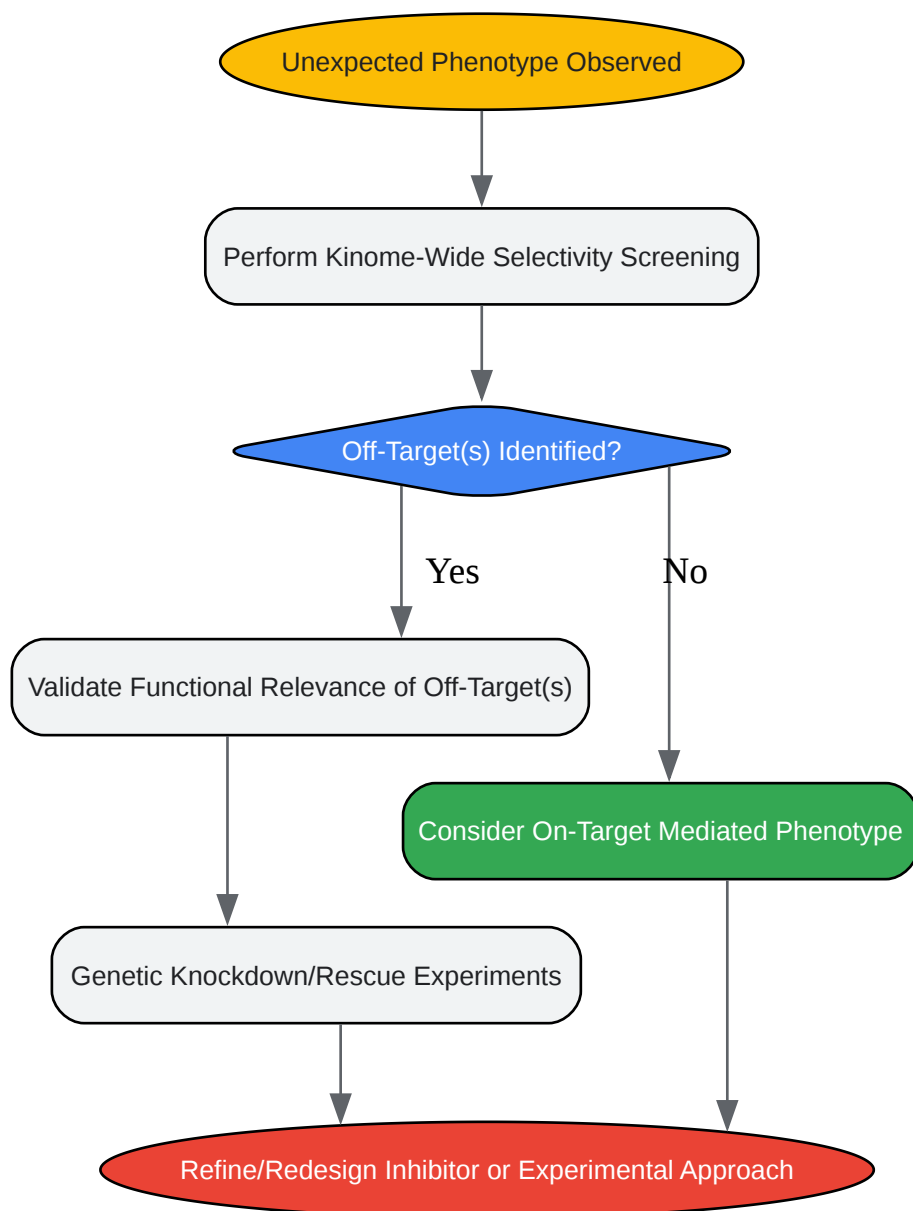 Unexpected Phenotype Observed
Perform Kinome-Wide Selectivity Screening
Off-Target(s) Identified?
Yes
No
Validate Functional Relevance of Off-Target(s)
Consider On-Target Mediated Phenotype
Genetic Knockdown/Rescue Experiments
Refine/Redesign Inhibitor or Experimental Approach